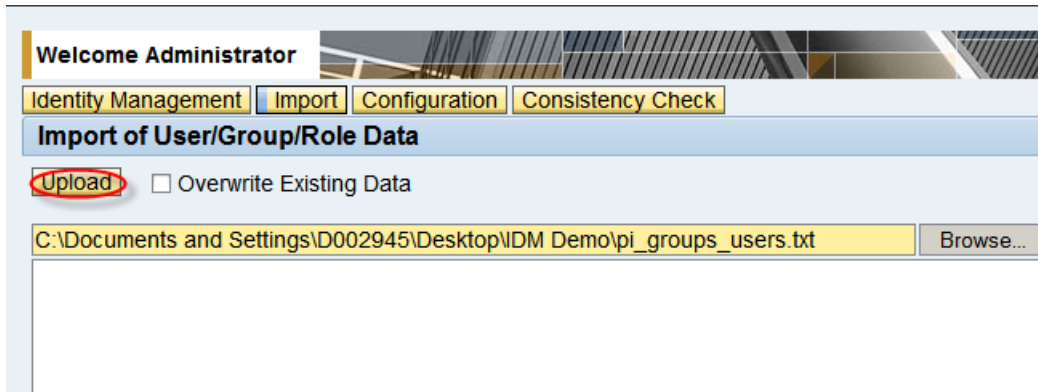 Welcome Administrator
Identity Management Import Configuration Consistency Check
Import of User/Group/Role Data
Upload Overwrite Existing Data
C:\Documents and Settings\D002945\Desktop\IDM Demo\pi_groups_users.txt Browse...